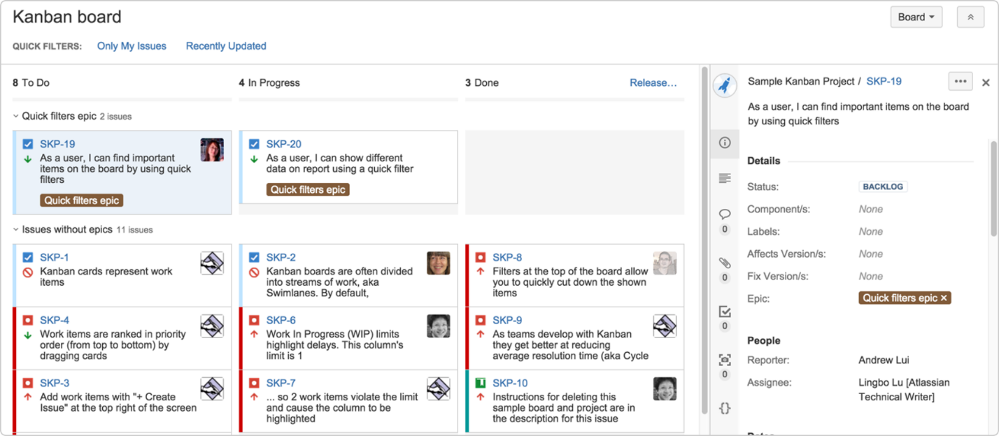 Kanban board
Board
QUICK FILTERS: Only My Issues Recently Updated
8 To Do
4 In Progress
3 Done
Release…
Quick filters epic 2 issues
SKP-19
As a user, I can find important
items on the board by using quick
filters
Quick filters epic
SKP-20
As a user, I can show different
data on report using a quick filter
Quick filters epic
Issues without epics 11 issues
SKP-1
Kanban cards represent work
items
SKP-2
Kanban boards are often divided
into streams of work, aka
Swimlanes. By default,
SKP-8
Filters at the top of the board allow
you to quickly cut down the shown
items
SKP-4
Work items are ranked in priority
order (from top to bottom) by
dragging cards
SKP-6
Work In Progress (WIP) limits
highlight delays. This column's
limit is 1
SKP-9
As teams develop with Kanban
they get better at reducing
average resolution time (aka Cycle
SKP-3
Add work items with "+ Create
Issue" at the top right of the screen
SKP-7
... so 2 work items violate the limit
and cause the column to be
highlighted
SKP-10
Instructions for deleting this
sample board and project are in
the description for this issue
0
0
0
0
Sample Kanban Project / SKP-19
As a user, I can find important items on the board
by using quick filters
Details
Status: BACKLOG
Component/s: None
Labels: None
Affects Version/s: None
Fix Version/s: None
Epic: Quick filters epic ×
People
Reporter: Andrew Lui
Assignee: Lingbo Lu [Atlassian
Technical Writer]